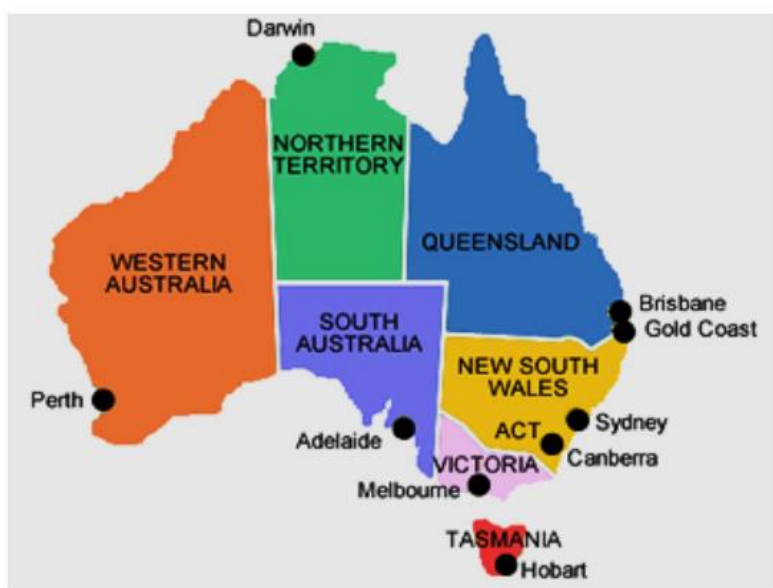 Darwin
NORTHERN
TERRITORY
QUEENSLAND
WESTERN
AUSTRALIA
Brisbane
SOUTH
AUSTRALIA
Gold Coast
NEW SOUTH
WALES
Perth
Sydney
ACT
Adelaide
Canberra
VICTORIA
Melbourne
TASMANIA
Hobart